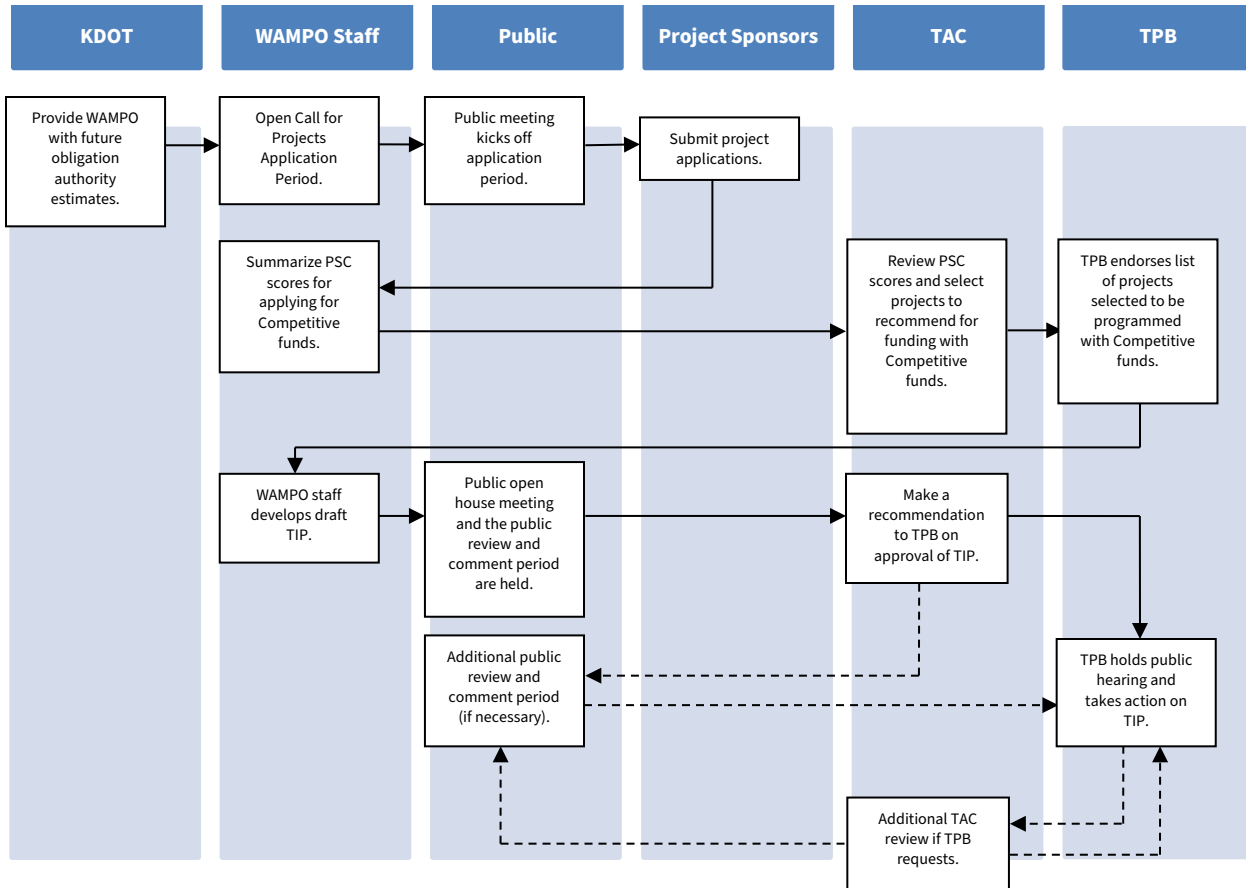 KDOT
WAMPO Staff
Public
Project Sponsors
TAC
TPB
Provide WAMPO
with future
obligation
authority
estimates.
Open Call for
Projects
Application
Period.
Public meeting
kicks off
application
period.
Submit project
applications.
Summarize PSC
scores for
applying for
Competitive
funds.
Review PSC
scores and select
projects to
recommend for
funding with
Competitive
funds.
TPB endorses list
of projects
selected to be
programmed
with Competitive
funds.
WAMPO staff
develops draft
TIP.
Public open
house meeting
and the public
review and
comment period
are held.
Make a
recommendation
to TPB on
approval of TIP.
Additional public
review and
comment period
(if necessary).
TPB holds public
hearing and
takes action on
TIP.
Additional TAC
review if TPB
requests.